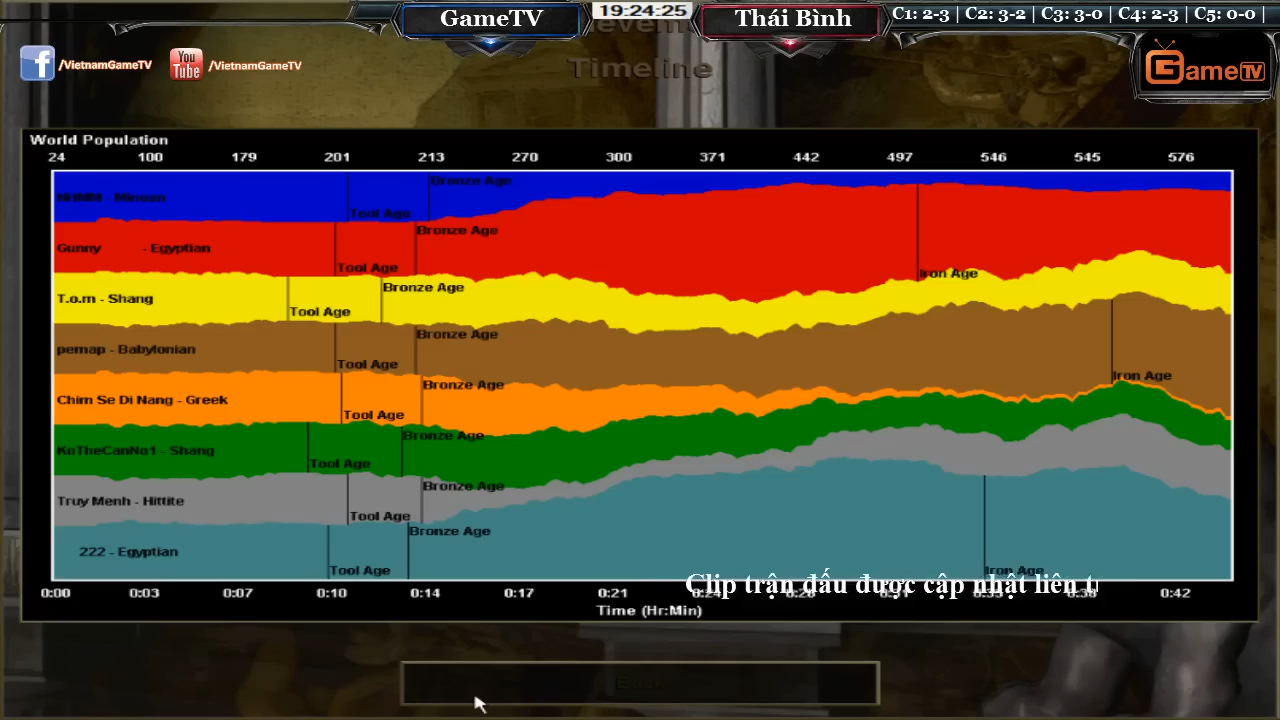 GameTV
19:24:25
Thái Bình
C1: 2-3 | C2: 3-2 | C3: 3-0 | C4: 2-3 | C5: 0-0 |
/VietnamGameTV
You Tube
/VietnamGameTV
Timeline
GameTV
World Population
24 100 179 201 213 270 300 371 442 497 546 545 576
Minoan
Tool Age
Bronze Age
Gunny - Egyptian
Tool Age
Bronze Age
Iron Age
T.o.m - Shang
Tool Age
Bronze Age
pemap - Babylonian
Tool Age
Bronze Age
Iron Age
Chim Se Di Nang - Greek
Tool Age
Bronze Age
KoTheCanNo1 - Shang
Tool Age
Bronze Age
Truy Menh - Hittite
Tool Age
Bronze Age
222 - Egyptian
Tool Age
Bronze Age
Iron Age
Clip trận đấu được cập nhật liên
0:00 0:03 0:07 0:10 0:14 0:17 0:21 0:42
Time (Hr:Min)
Back